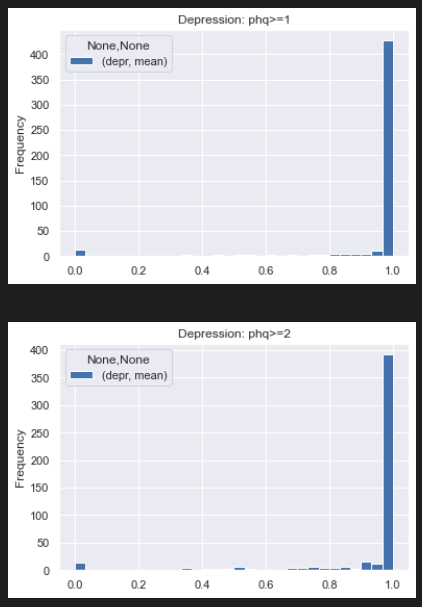 Depression: phq>=1
None,None
(depr, mean)
Frequency
400
350
300
250
200
150
100
50
0
0.0 0.2 0.4 0.6 0.8 1.0
Depression: phq>=2
None,None
(depr, mean)
Frequency
400
350
300
250
200
150
100
50
0
0.0 0.2 0.4 0.6 0.8 1.0